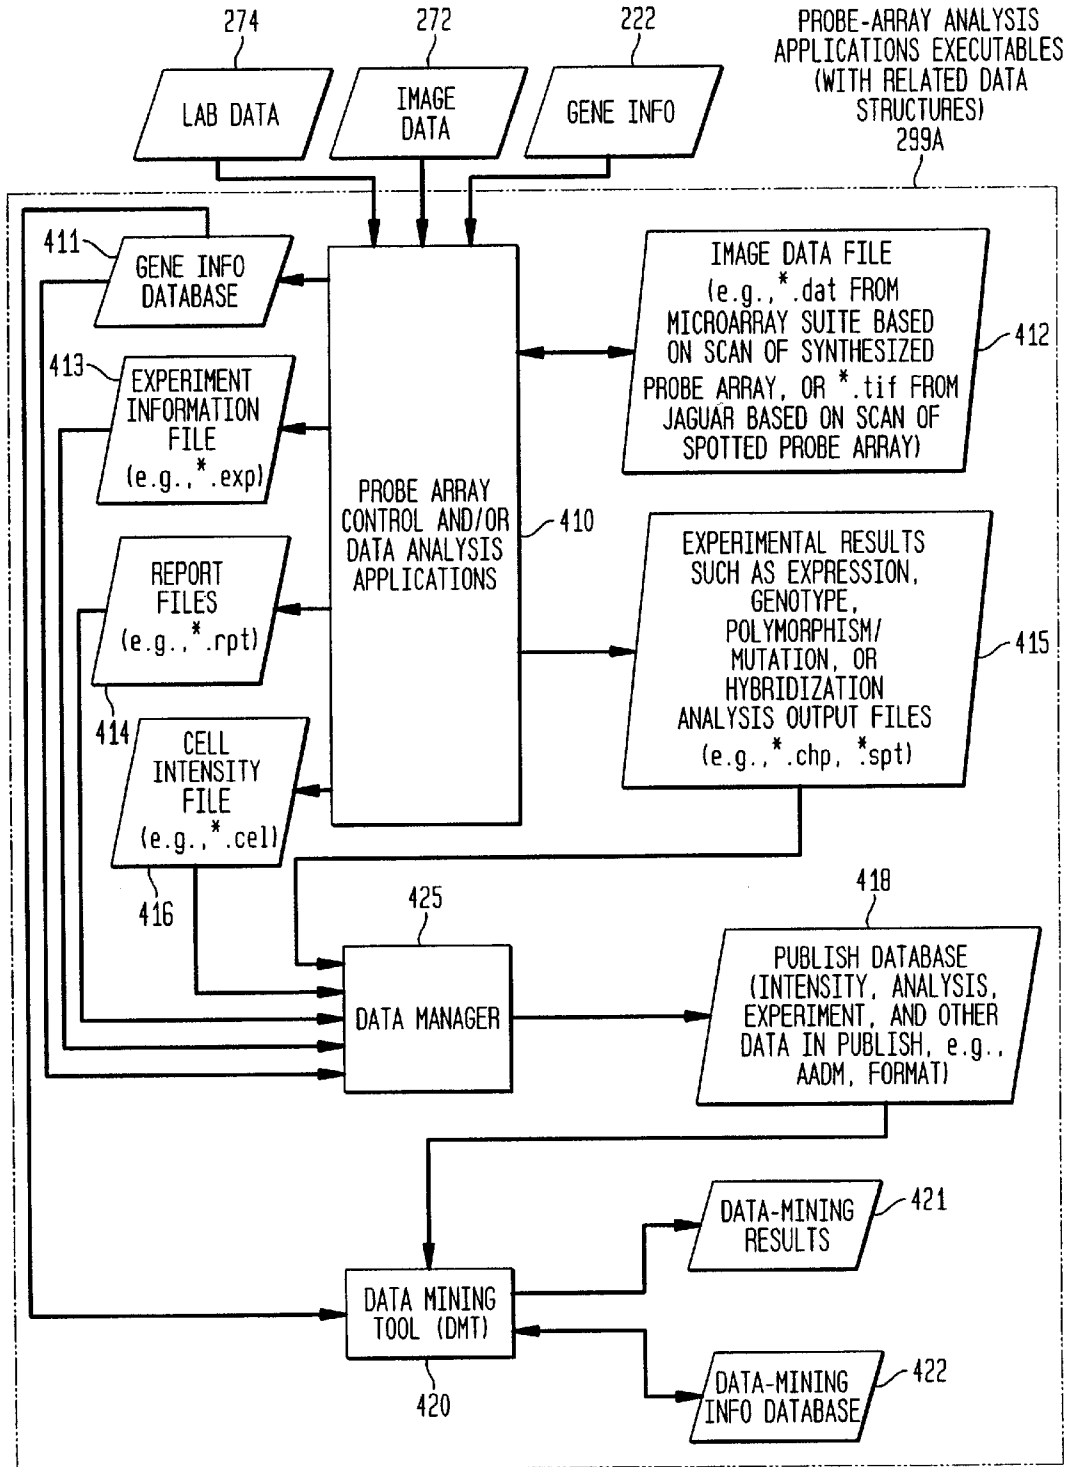 274
272
222
PROBE-ARRAY ANALYSIS
APPLICATIONS EXECUTABLES
(WITH RELATED DATA
STRUCTURES)
299A
LAB DATA
IMAGE
DATA
GENE INFO
411
GENE INFO
DATABASE
IMAGE DATA FILE
(e.g.,*.dat FROM
MICROARRAY SUITE BASED
ON SCAN OF SYNTHESIZED
PROBE ARRAY, OR *.tif FROM
JAGUAR BASED ON SCAN OF
SPOTTED PROBE ARRAY)
412
413
EXPERIMENT
INFORMATION
FILE
(e.g.,*.exp)
PROBE ARRAY
CONTROL AND/OR
DATA ANALYSIS
APPLICATIONS
410
REPORT
FILES
(e.g.,*.rpt)
414
EXPERIMENTAL RESULTS
SUCH AS EXPRESSION,
GENOTYPE,
POLYMORPHISM/
MUTATION, OR
HYBRIDIZATION
ANALYSIS OUTPUT FILES
(e.g.,*.chp, *.spt)
415
CELL
INTENSITY
FILE
(e.g.,*.cel)
416
425
DATA MANAGER
418
PUBLISH DATABASE
(INTENSITY, ANALYSIS,
EXPERIMENT, AND OTHER
DATA IN PUBLISH, e.g.,
AADM, FORMAT)
DATA-MINING
RESULTS
421
DATA MINING
TOOL (DMT)
420
DATA-MINING
INFO DATABASE
422